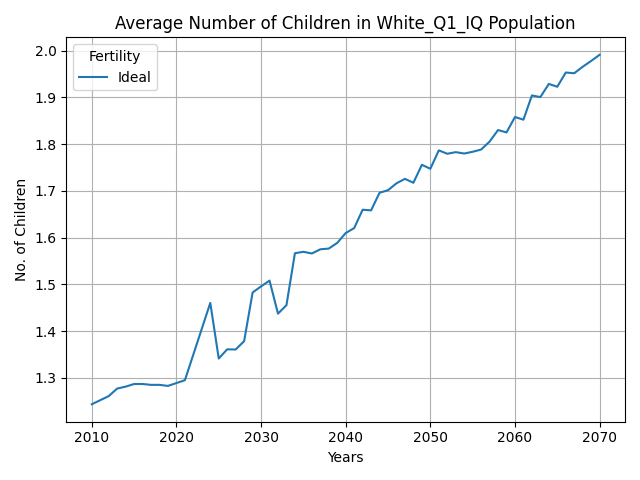 Average Number of Children in White_Q1_IQ Population
Fertility
Ideal
2.0
1.9
1.8
1.7
1.6
1.5
1.4
1.3
No. of Children
2010 2020 2030 2040 2050 2060 2070
Years